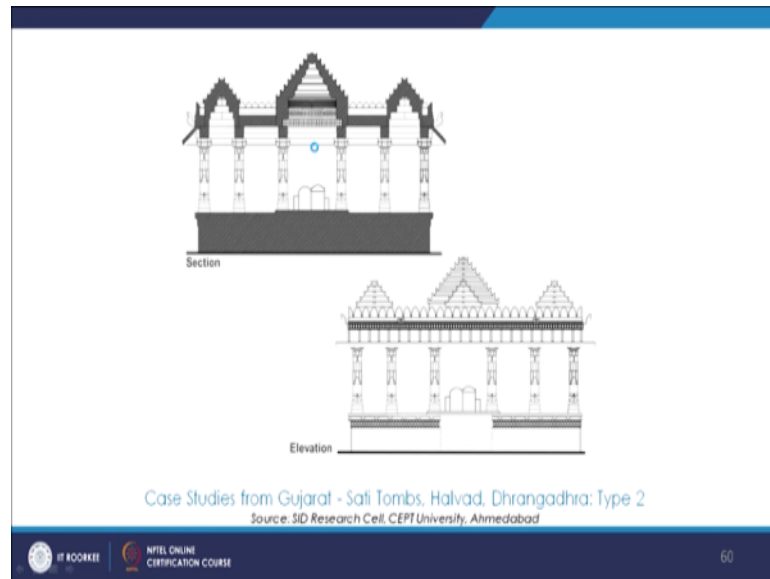 Section
Elevation
Case Studies from Gujarat - Sati Tombs, Halvad, Dhrangadhra: Type 2
Source: SID Research Cell, CEPT University, Ahmedabad
IIT ROORKEE
NPTEL ONLINE
CERTIFICATION COURSE
60